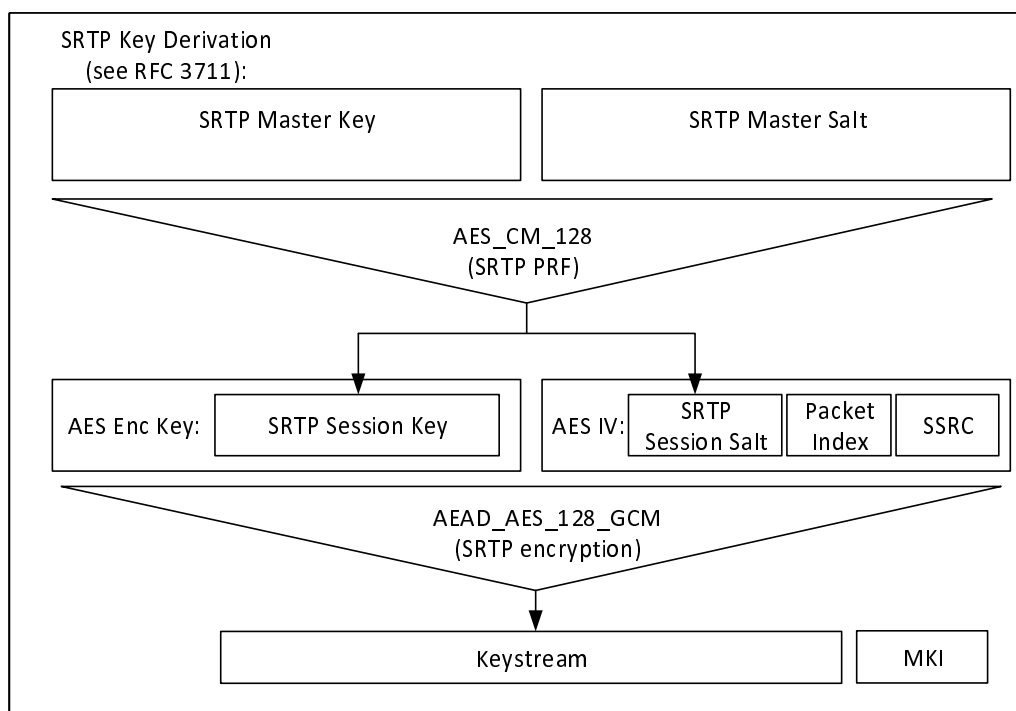 SRTP Key Derivation
(see RFC 3711):
SRTP Master Key
SRTP Master Salt
AES_CM_128
(SRTP PRF)
AES Enc Key:
SRTP Session Key
AES IV:
SRTP
Session Salt
Packet
Index
SSRC
AEAD_AES_128_GCM
(SRTP encryption)
Keystream
MKI